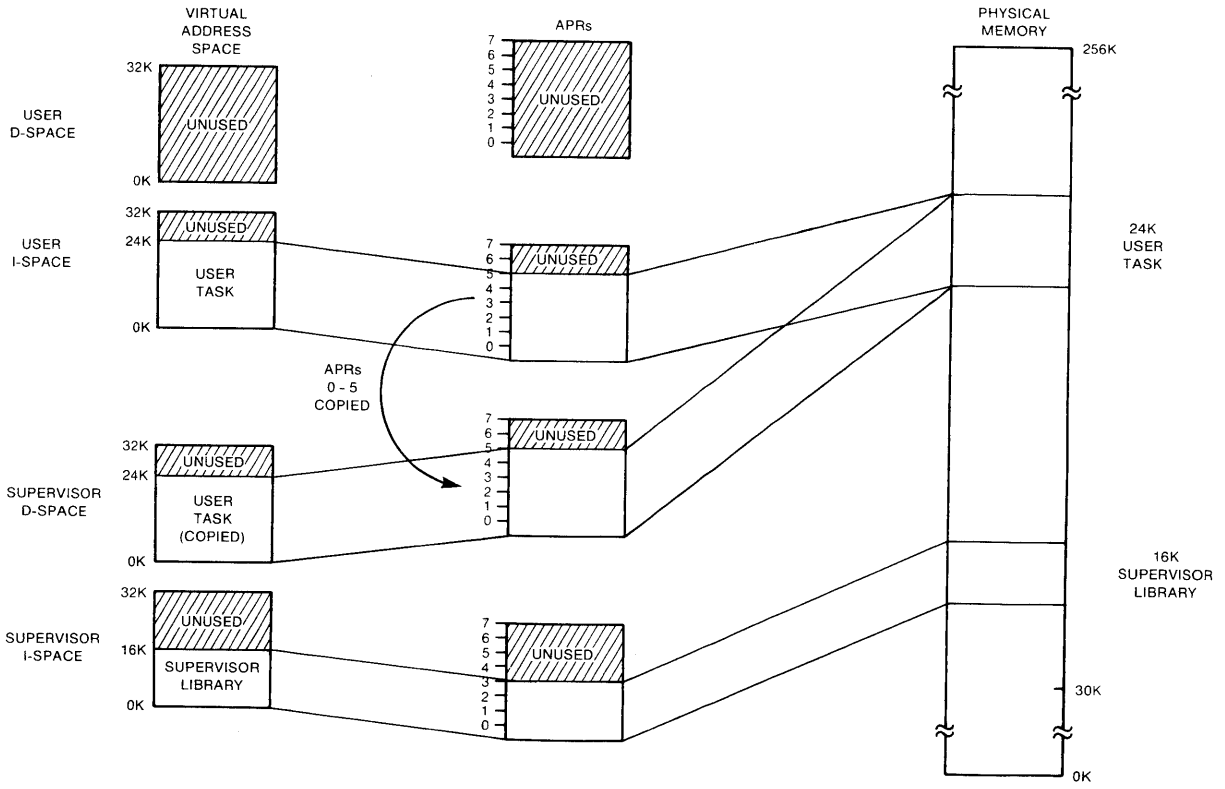 VIRTUAL
ADDRESS
SPACE
APRs
PHYSICAL
MEMORY
USER
D-SPACE
32K
UNUSED
0K
7
6
5
4
3
2
1
0
UNUSED
256K
USER
I-SPACE
32K
UNUSED
24K
USER
TASK
0K
7
6
5
4
3
2
1
0
UNUSED
24K
USER
TASK
APRs
0 - 5
COPIED
SUPERVISOR
D-SPACE
32K
UNUSED
24K
USER
TASK
(COPIED)
0K
7
6
5
4
3
2
1
0
UNUSED
16K
SUPERVISOR
LIBRARY
SUPERVISOR
I-SPACE
32K
UNUSED
16K
SUPERVISOR
LIBRARY
0K
7
6
5
4
3
2
1
0
UNUSED
30K
0K